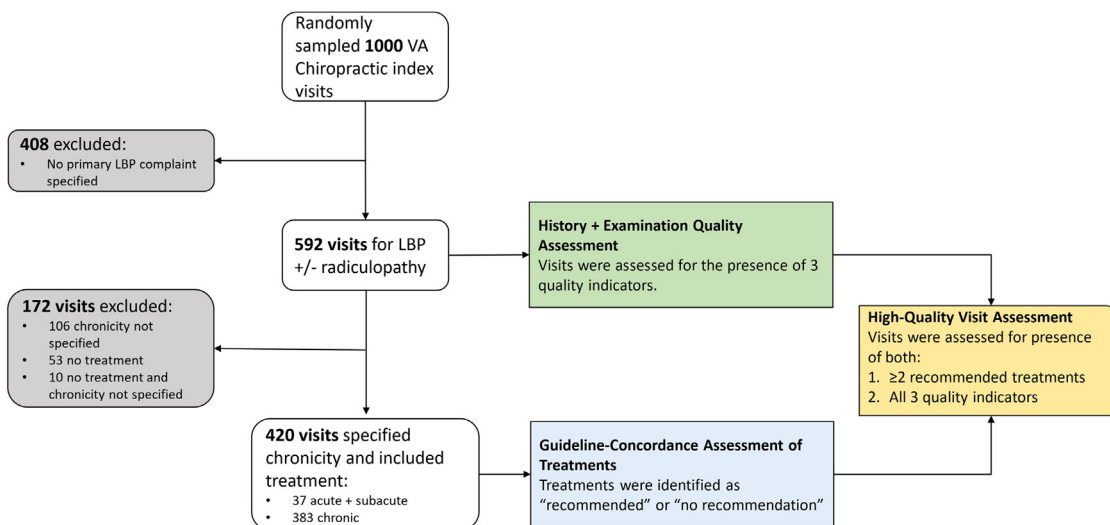 Randomly
sampled 1000 VA
Chiropractic index
visits
408 excluded:
• No primary LBP complaint
specified
592 visits for LBP
+/- radiculopathy
History + Examination Quality
Assessment
Visits were assessed for the presence of 3
quality indicators.
172 visits excluded:
• 106 chronicity not
specified
• 53 no treatment
• 10 no treatment and
chronicity not specified
High-Quality Visit Assessment
Visits were assessed for presence
of both:
1. ≥2 recommended treatments
2. All 3 quality indicators
420 visits specified
chronicity and included
treatment:
• 37 acute + subacute
• 383 chronic
Guideline-Concordance Assessment of
Treatments
Treatments were identified as
“recommended” or “no recommendation”